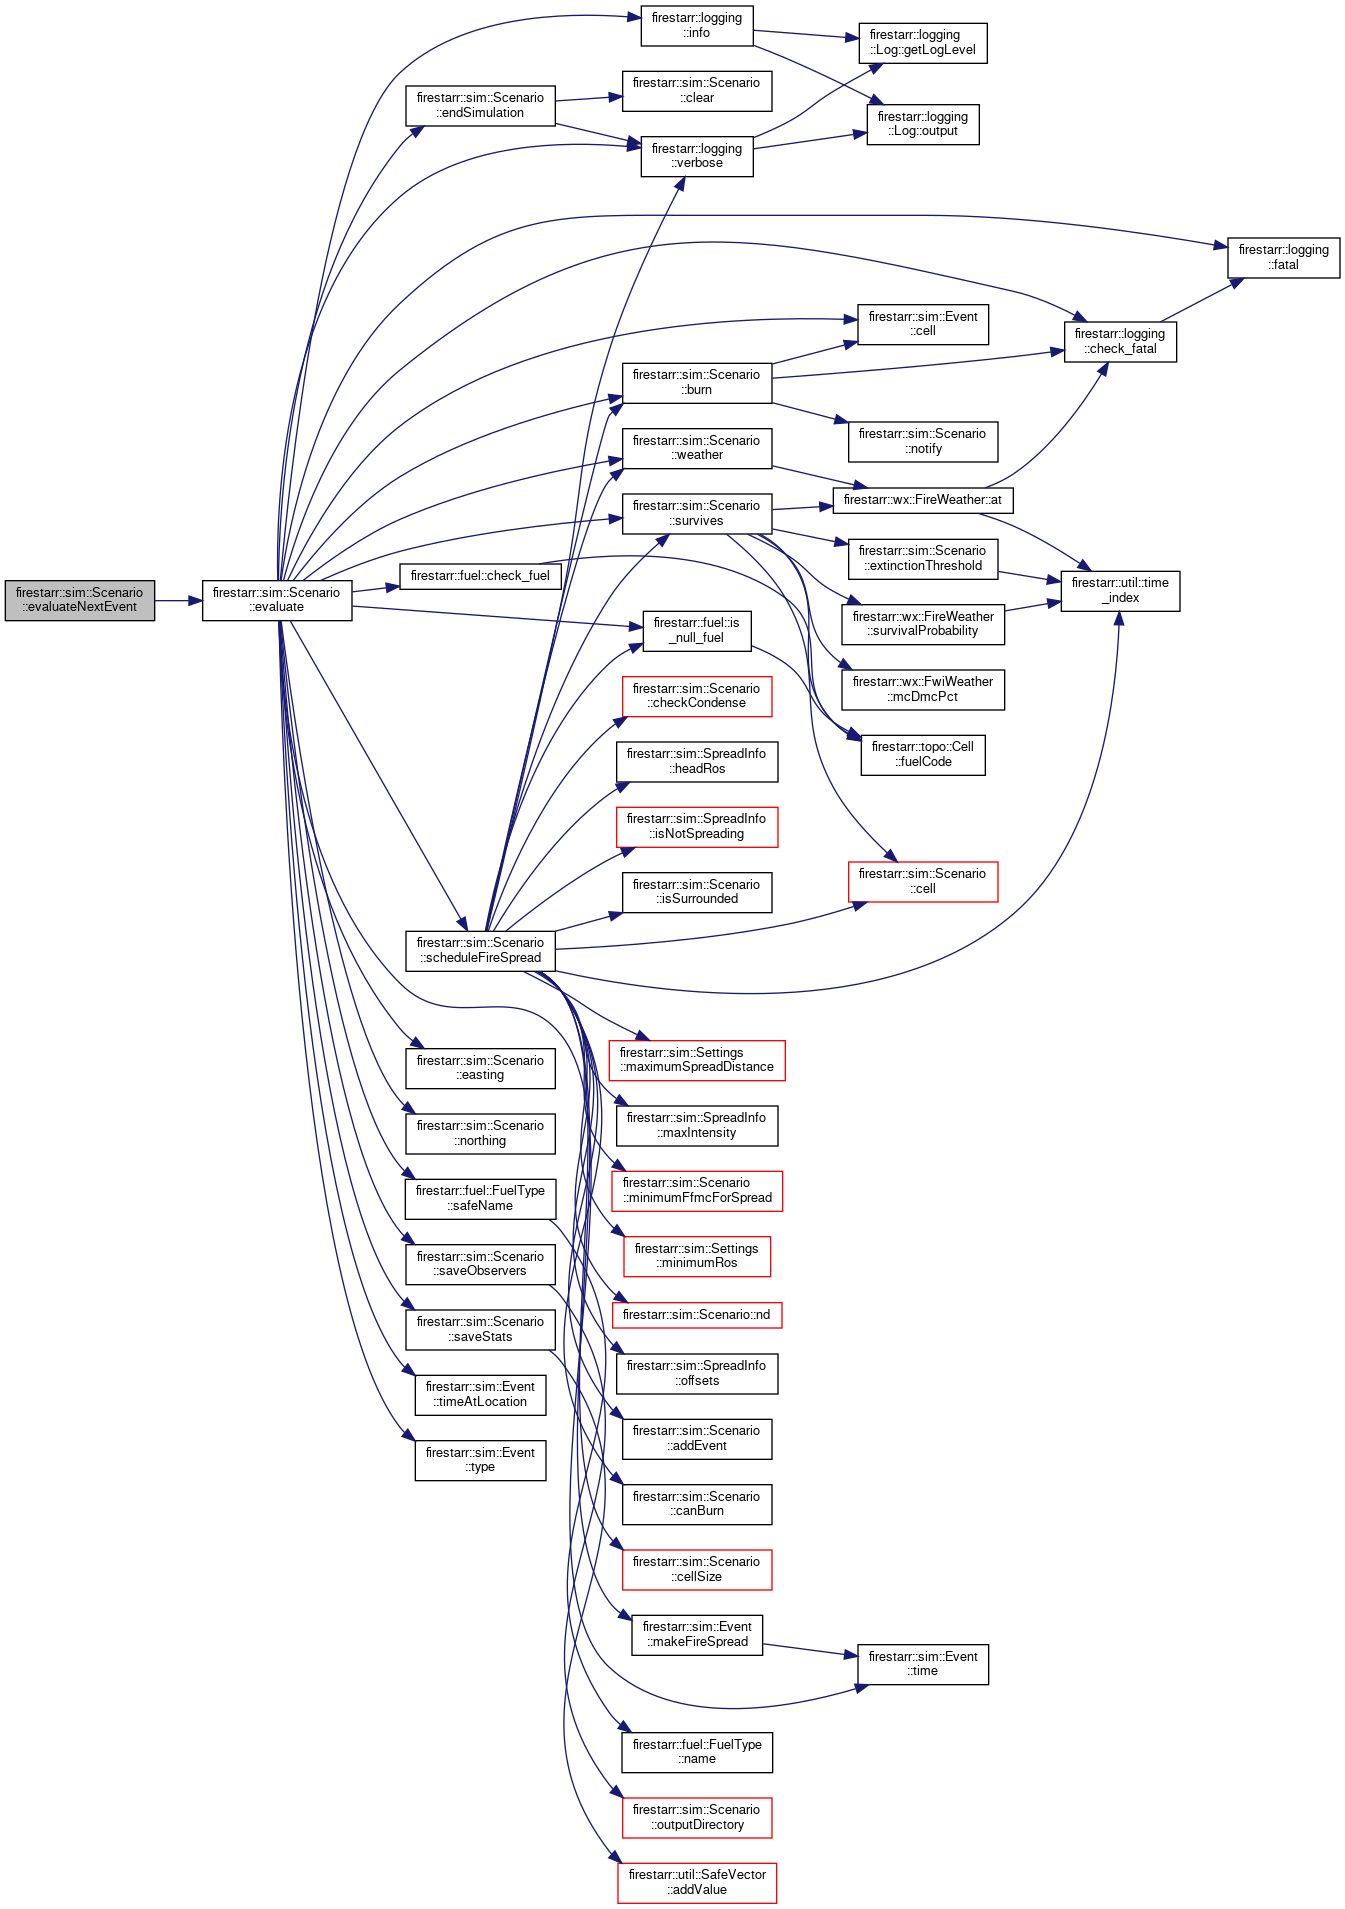 firestarr::sim::Scenario
::evaluateNextEvent
firestarr::sim::Scenario
::evaluate
firestarr::logging
::info
firestarr::sim::Scenario
::endSimulation
firestarr::sim::Scenario
::clear
firestarr::logging
::verbose
firestarr::logging
::Log::getLogLevel
firestarr::logging
::Log::output
firestarr::logging
::fatal
firestarr::logging
::check_fatal
firestarr::sim::Event
::cell
firestarr::sim::Scenario
::burn
firestarr::sim::Scenario
::notify
firestarr::sim::Scenario
::weather
firestarr::wx::FireWeather::at
firestarr::sim::Scenario
::survives
firestarr::sim::Scenario
::extinctionThreshold
firestarr::util::time
_index
firestarr::fuel::check_fuel
firestarr::wx::FireWeather
::survivalProbability
firestarr::fuel::is
_null_fuel
firestarr::wx::FwiWeather
::mcDmcPct
firestarr::sim::Scenario
::checkCondense
firestarr::topo::Cell
::fuelCode
firestarr::sim::SpreadInfo
::headRos
firestarr::sim::SpreadInfo
::isNotSpreading
firestarr::sim::Scenario
::cell
firestarr::sim::Scenario
::isSurrounded
firestarr::sim::Scenario
::scheduleFireSpread
firestarr::sim::Scenario
::easting
firestarr::sim::Settings
::maximumSpreadDistance
firestarr::sim::Scenario
::northing
firestarr::sim::SpreadInfo
::maxIntensity
firestarr::fuel::FuelType
::safeName
firestarr::sim::Scenario
::minimumFfmcForSpread
firestarr::sim::Scenario
::saveObservers
firestarr::sim::Settings
::minimumRos
firestarr::sim::Scenario
::saveStats
firestarr::sim::Scenario::nd
firestarr::sim::Event
::timeAtLocation
firestarr::sim::SpreadInfo
::offsets
firestarr::sim::Event
::type
firestarr::sim::Scenario
::addEvent
firestarr::sim::Scenario
::canBurn
firestarr::sim::Scenario
::cellSize
firestarr::sim::Event
::makeFireSpread
firestarr::sim::Event
::time
firestarr::fuel::FuelType
::name
firestarr::sim::Scenario
::outputDirectory
firestarr::util::SafeVector
::addValue